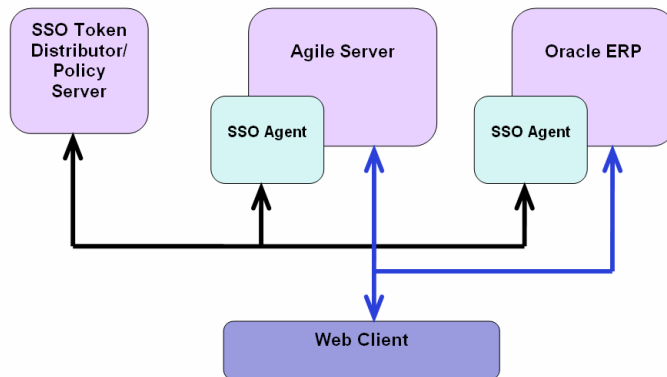 SSO Token
Distributor/
Policy
Server
Agile Server
SSO Agent
Oracle ERP
SSO Agent
Web Client